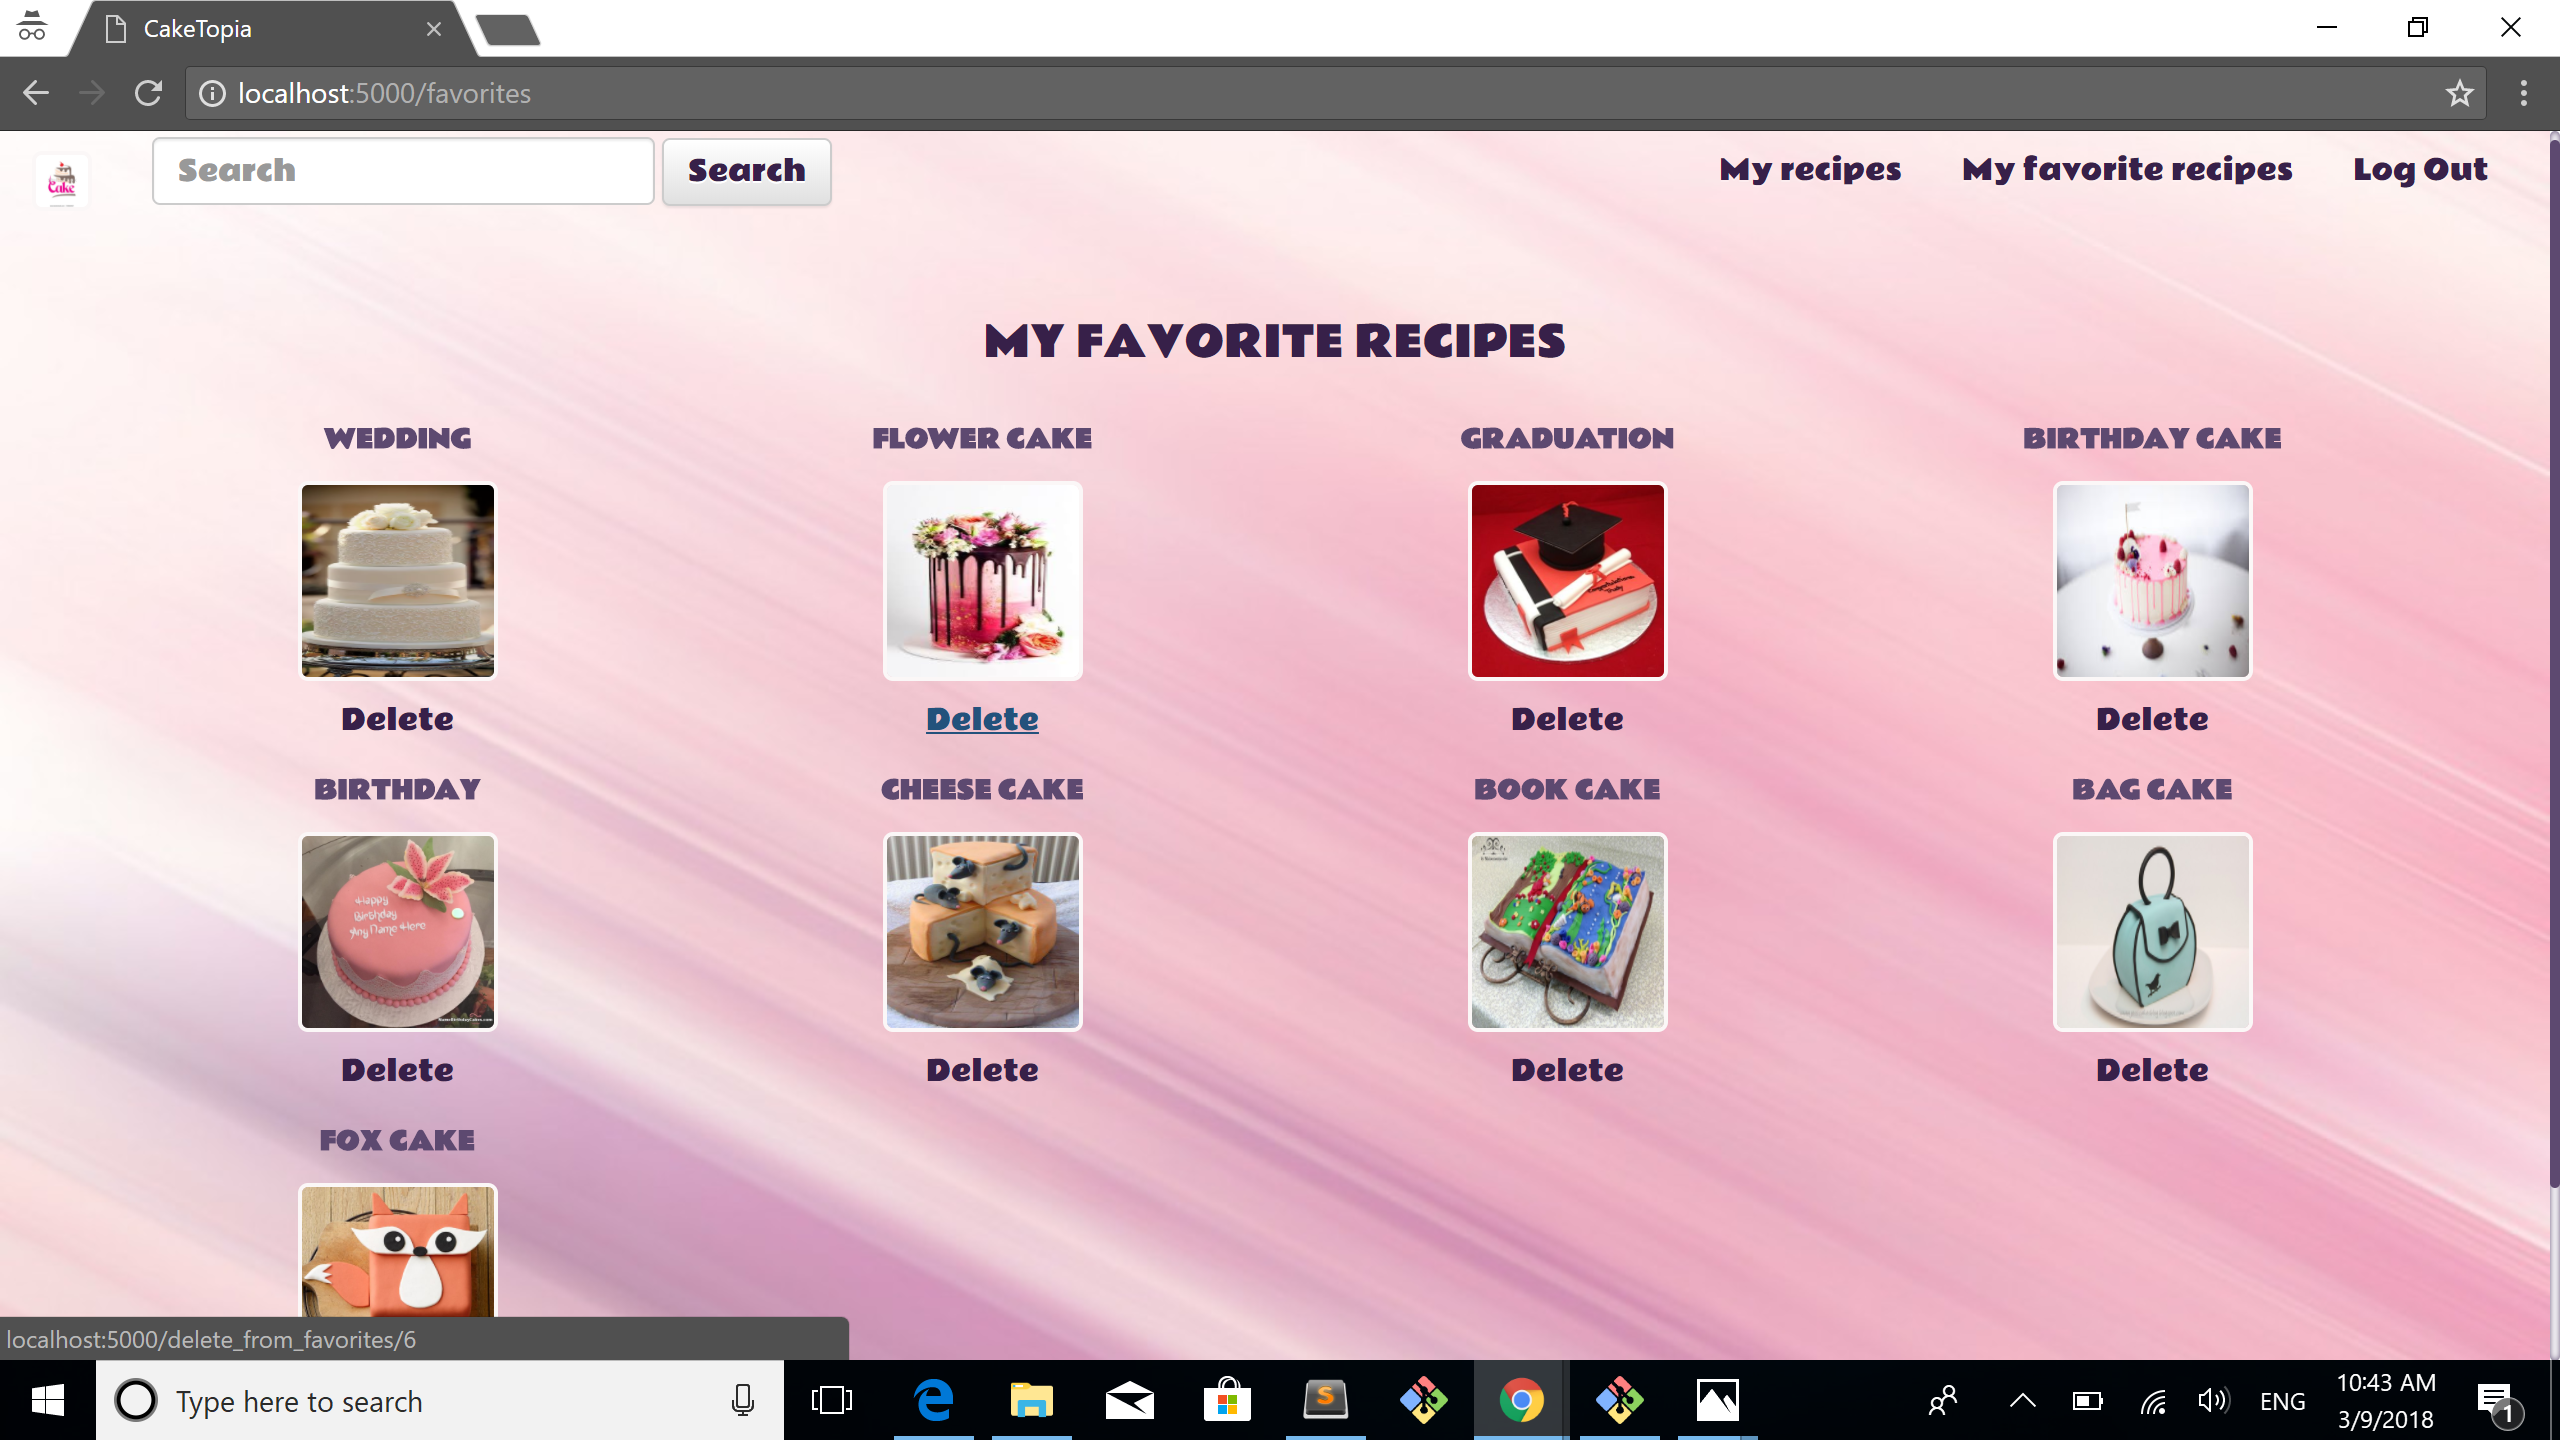 CakeTopia
localhost:5000/favorites
Cake
Search
Search
My recipes
My favorite recipes
Log Out
MY FAVORITE RECIPES
WEDDING
FLOWER CAKE
GRADUATION
BIRTHDAY CAKE
Delete
Delete
Delete
Delete
BIRTHDAY
CHEESE CAKE
BOOK CAKE
BAG CAKE
Happy
Birthday
Any Name Here
Delete
Delete
Delete
Delete
FOX CAKE
localhost:5000/delete_from_favorites/6
Type here to search
S
ENG
10:43 AM
3/9/2018
1